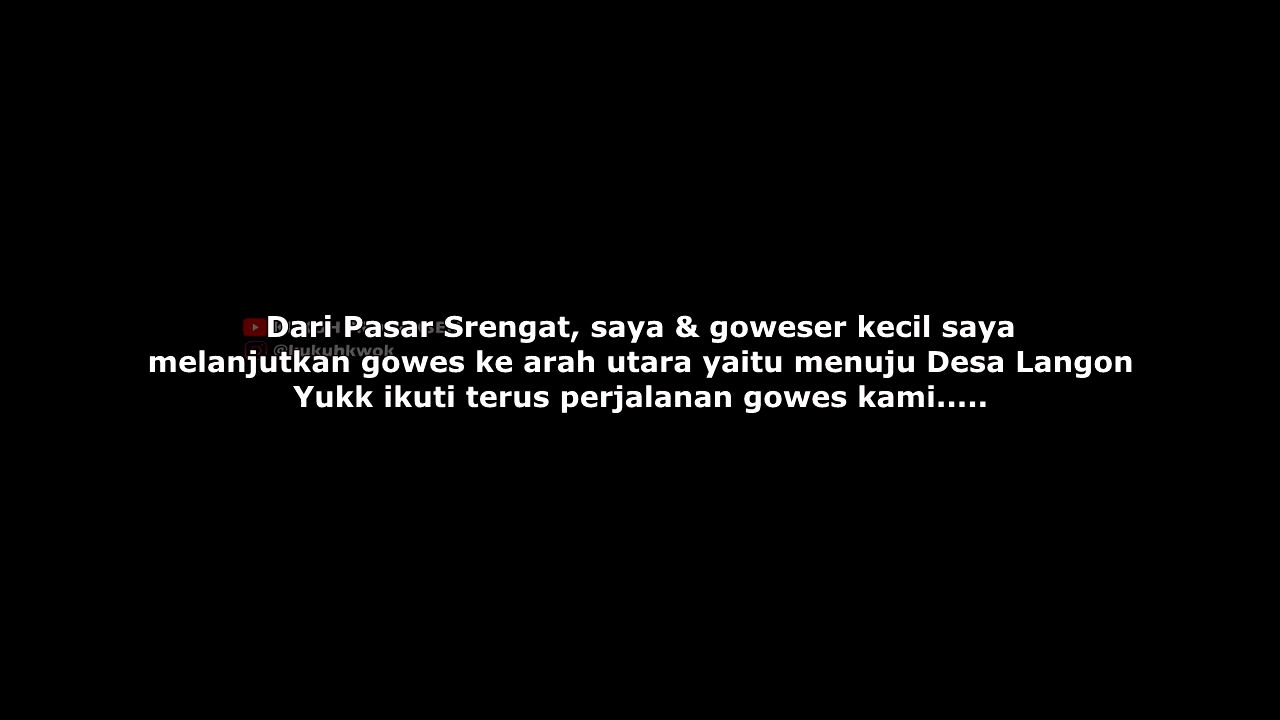 Dari Pasar Srengat, saya & goweser kecil saya
@kukuhkwok
melanjutkan gowes ke arah utara yaitu menuju Desa Langon
Yukk ikuti terus perjalanan gowes kami.....